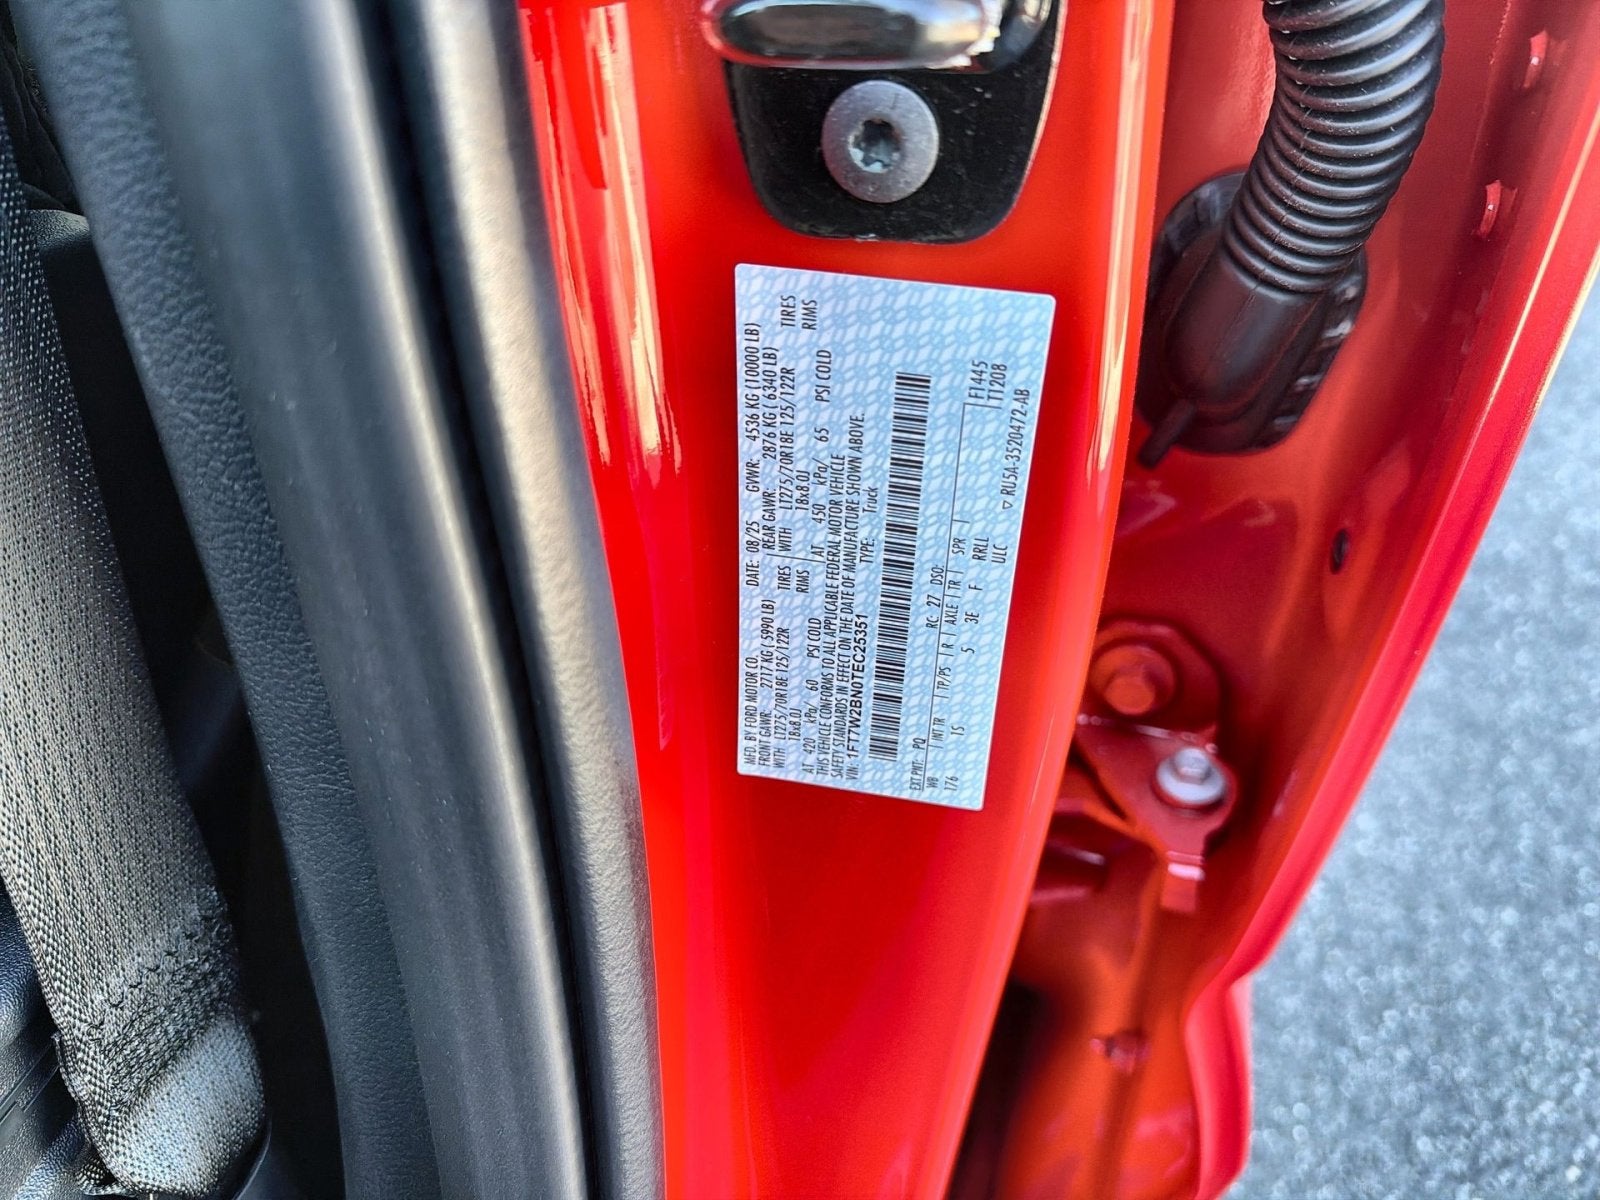 MFD. BY FORD MOTOR CO. DATE: 08/25 GVWR: 4536 KG (10000 LB)
FRONT GAWR: 2717 KG ( 5990 LB) REAR GAWR: 2876 KG ( 6340 LB)
WITH LT275/70R18E 125/122R TIRES WITH LT275/70R18E 125/122R TIRES
18x8.0J RIMS 18x8.0J RIMS
AT 420 kPa/ 60 PSI COLD AT 450 kPa/ 65 PSI COLD
THIS VEHICLE CONFORMS TO ALL APPLICABLE FEDERAL MOTOR VEHICLE
SAFETY STANDARDS IN EFFECT ON THE DATE OF MANUFACTURE SHOWN ABOVE.
VIN: 1FT7W2BN0TEC25351 TYPE: Truck
EXT PNT: PQ RC: 27 DSO: F1445
WB INT TR TP/PS R AXLE TR SPR T1208
176 1S 5 3E F RRLL
ULC ▽ RU5A-3520472-AB